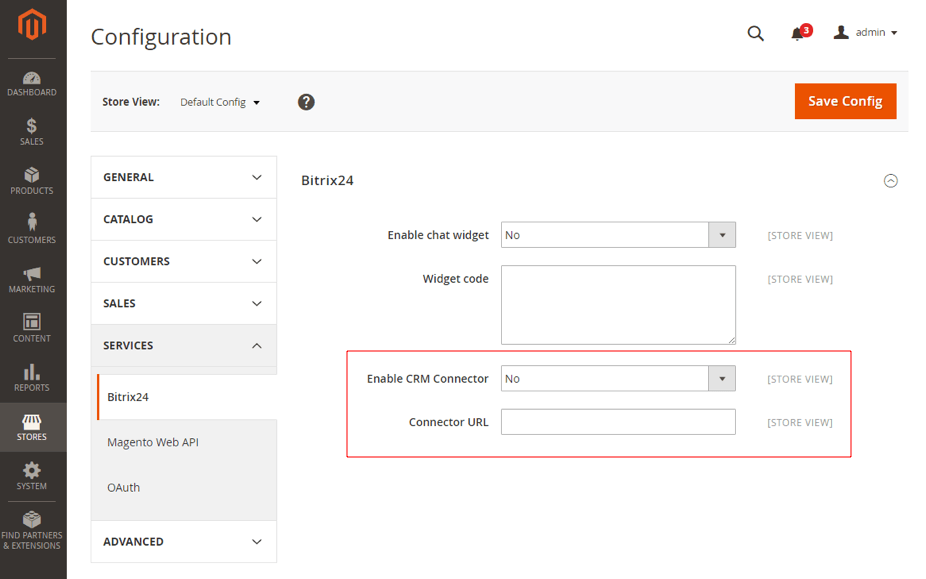 Configuration
3
admin
Store View:
Default Config
?
Save Config
DASHBOARD
$
SALES
PRODUCTS
CUSTOMERS
MARKETING
CONTENT
REPORTS
STORES
SYSTEM
FIND PARTNERS
& EXTENSIONS
GENERAL
CATALOG
CUSTOMERS
SALES
SERVICES
Bitrix24
Magento Web API
OAuth
ADVANCED
Bitrix24
Enable chat widget No [STORE VIEW]
Widget code [STORE VIEW]
Enable CRM Connector No [STORE VIEW]
Connector URL [STORE VIEW]